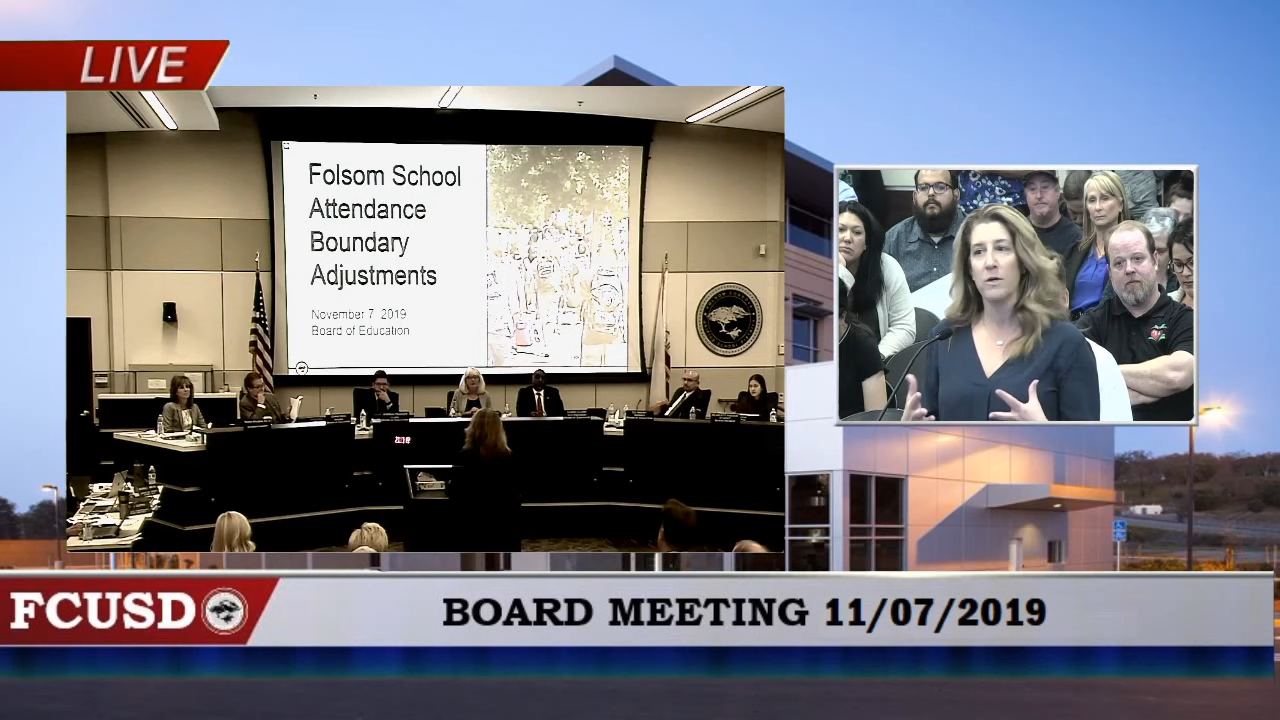 LIVE
Folsom School
Attendance
Boundary
Adjustments
November 7, 2019
Board of Education
FCUSD
BOARD MEETING 11/07/2019